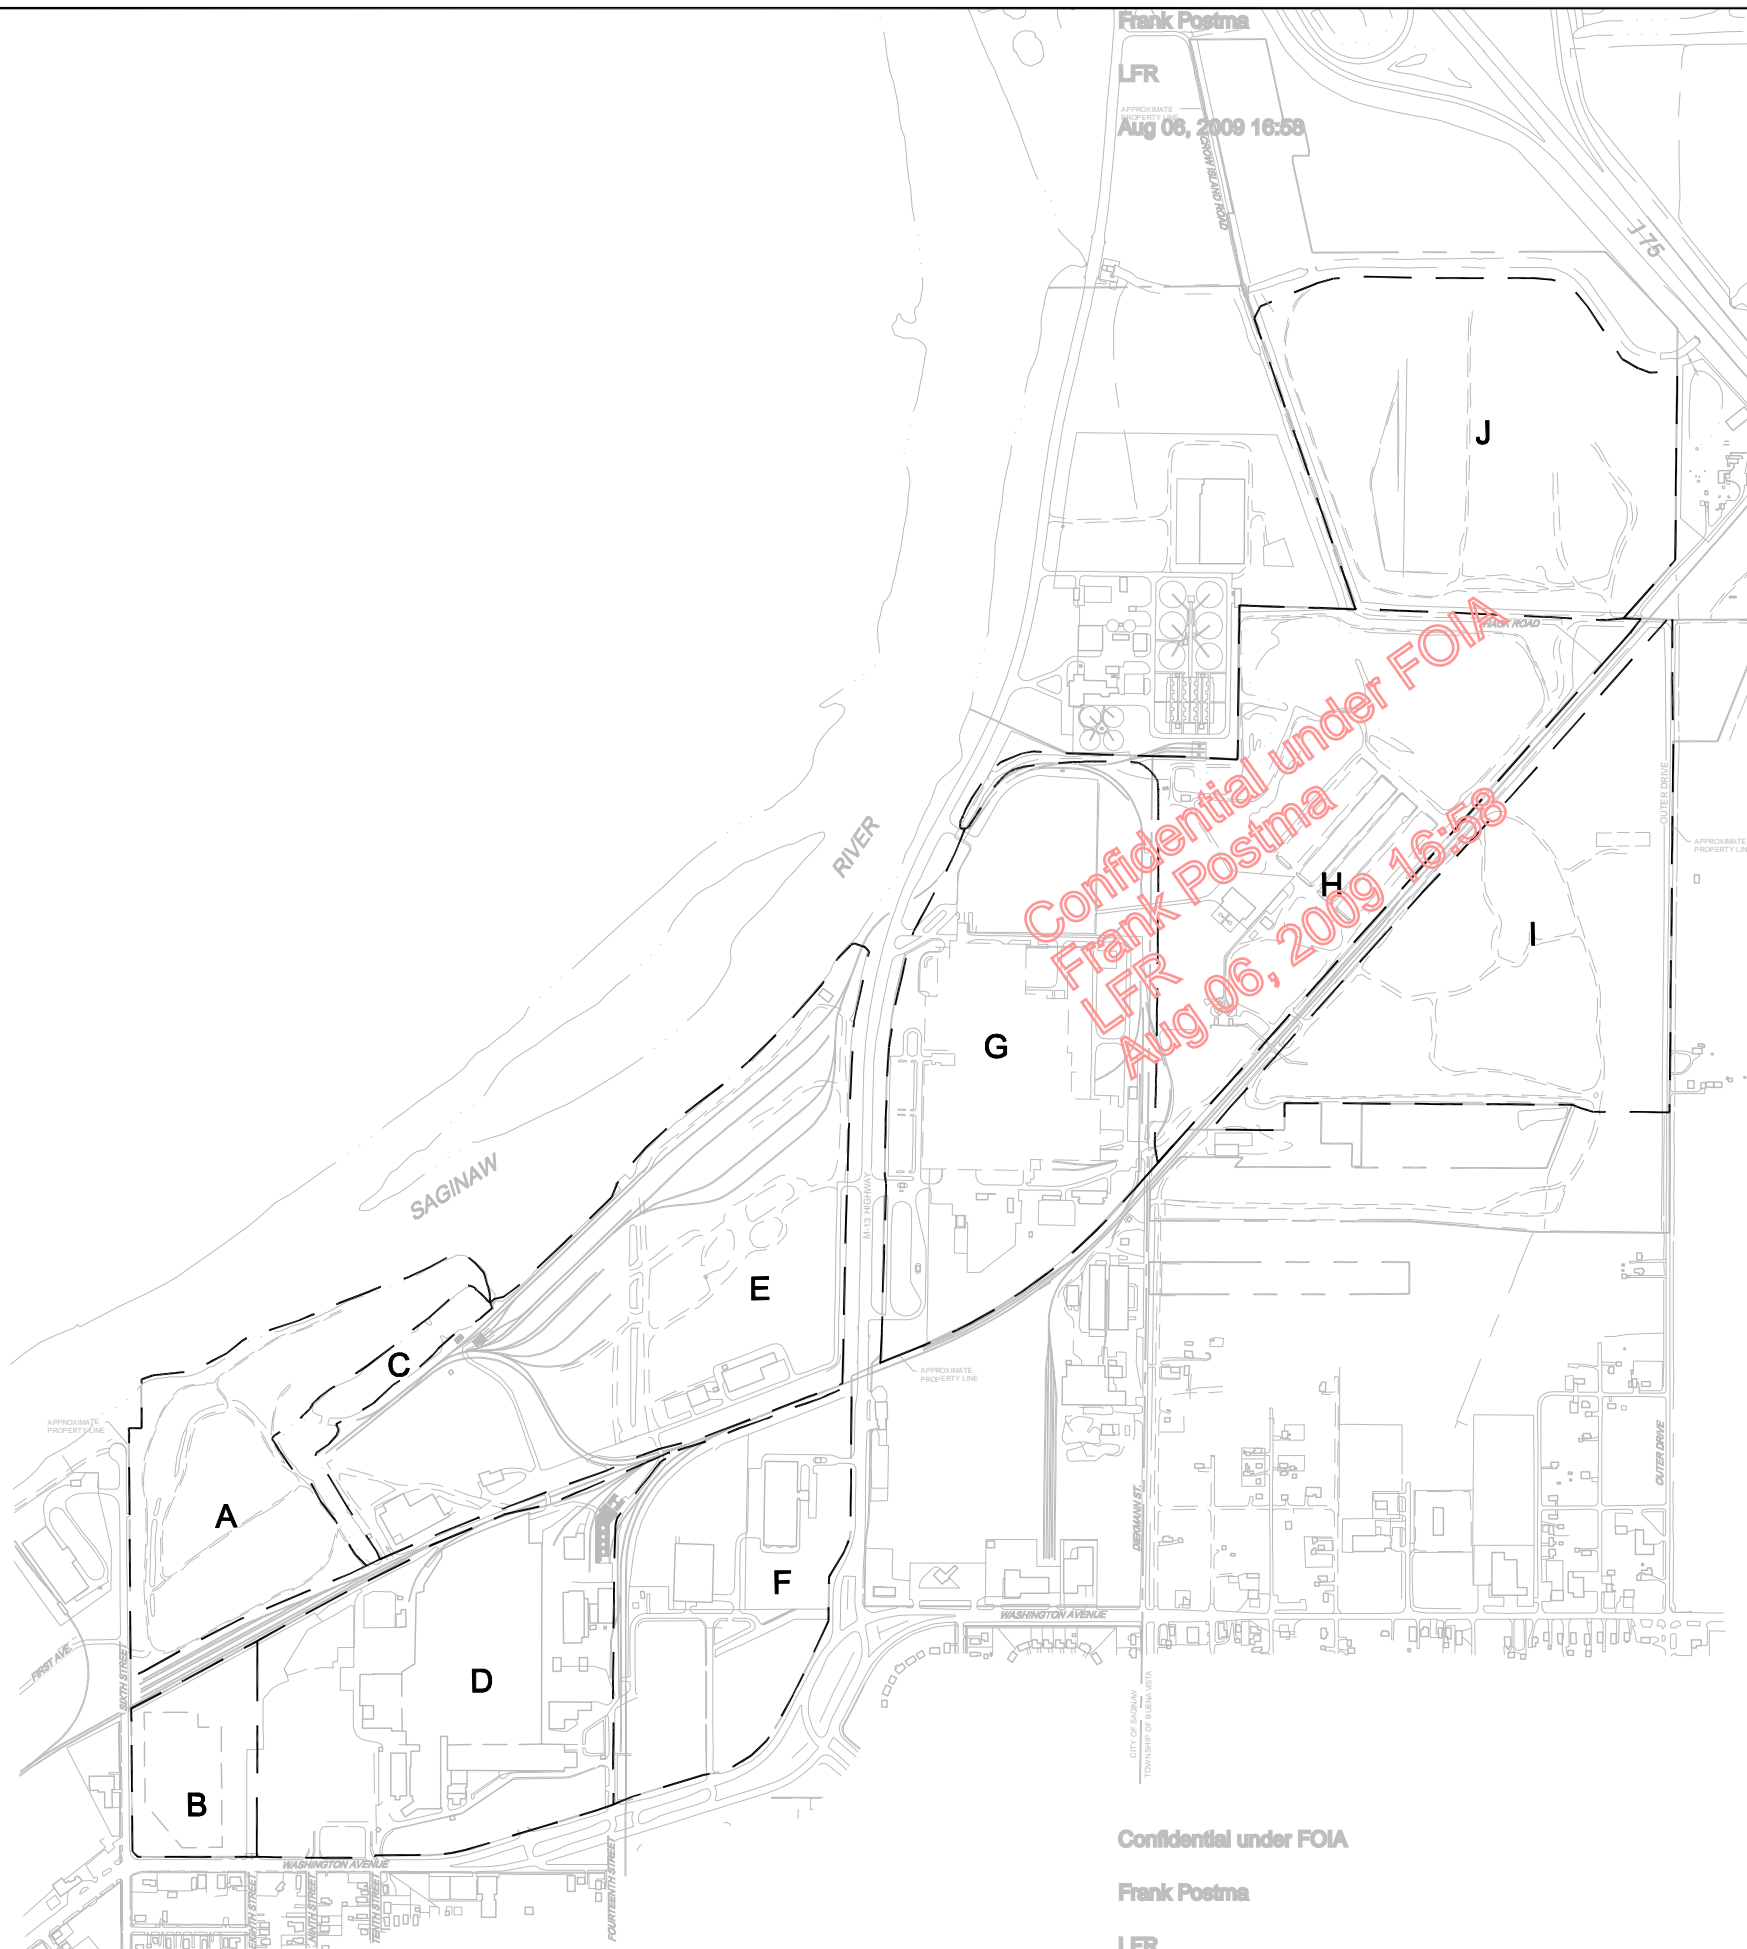 Frank Postma
LFR
APPROXIMATE
PROPERTY LINE
Aug 06, 2009 16:58
CROW ISLAND ROAD
I-75
J
HACK ROAD
Confidential under FOIA
Frank Postma
LFR
Aug 06, 2009 16:58
OUTER DRIVE
APPROXIMATE
PROPERTY LIN
RIVER
H
I
G
SAGINAW
M-13 HIGHWAY
E
C
APPROXIMATE
PROPERTY LINE
APPROXIMATE
PROPERTY LINE
OUTER DRIVE
A
DIEKMANN ST.
F
WASHINGTON AVENUE
FIRST AVE.
SIXTH STREET
D
CITY OF SAGINAW
TOWNSHIP OF BUENA VISTA
B
WASHINGTON AVENUE
EIGHTH STREET
NINTH STREET
TENTH STREET
FOURTEENTH STREET
Confidential under FOIA
Frank Postma
LFR